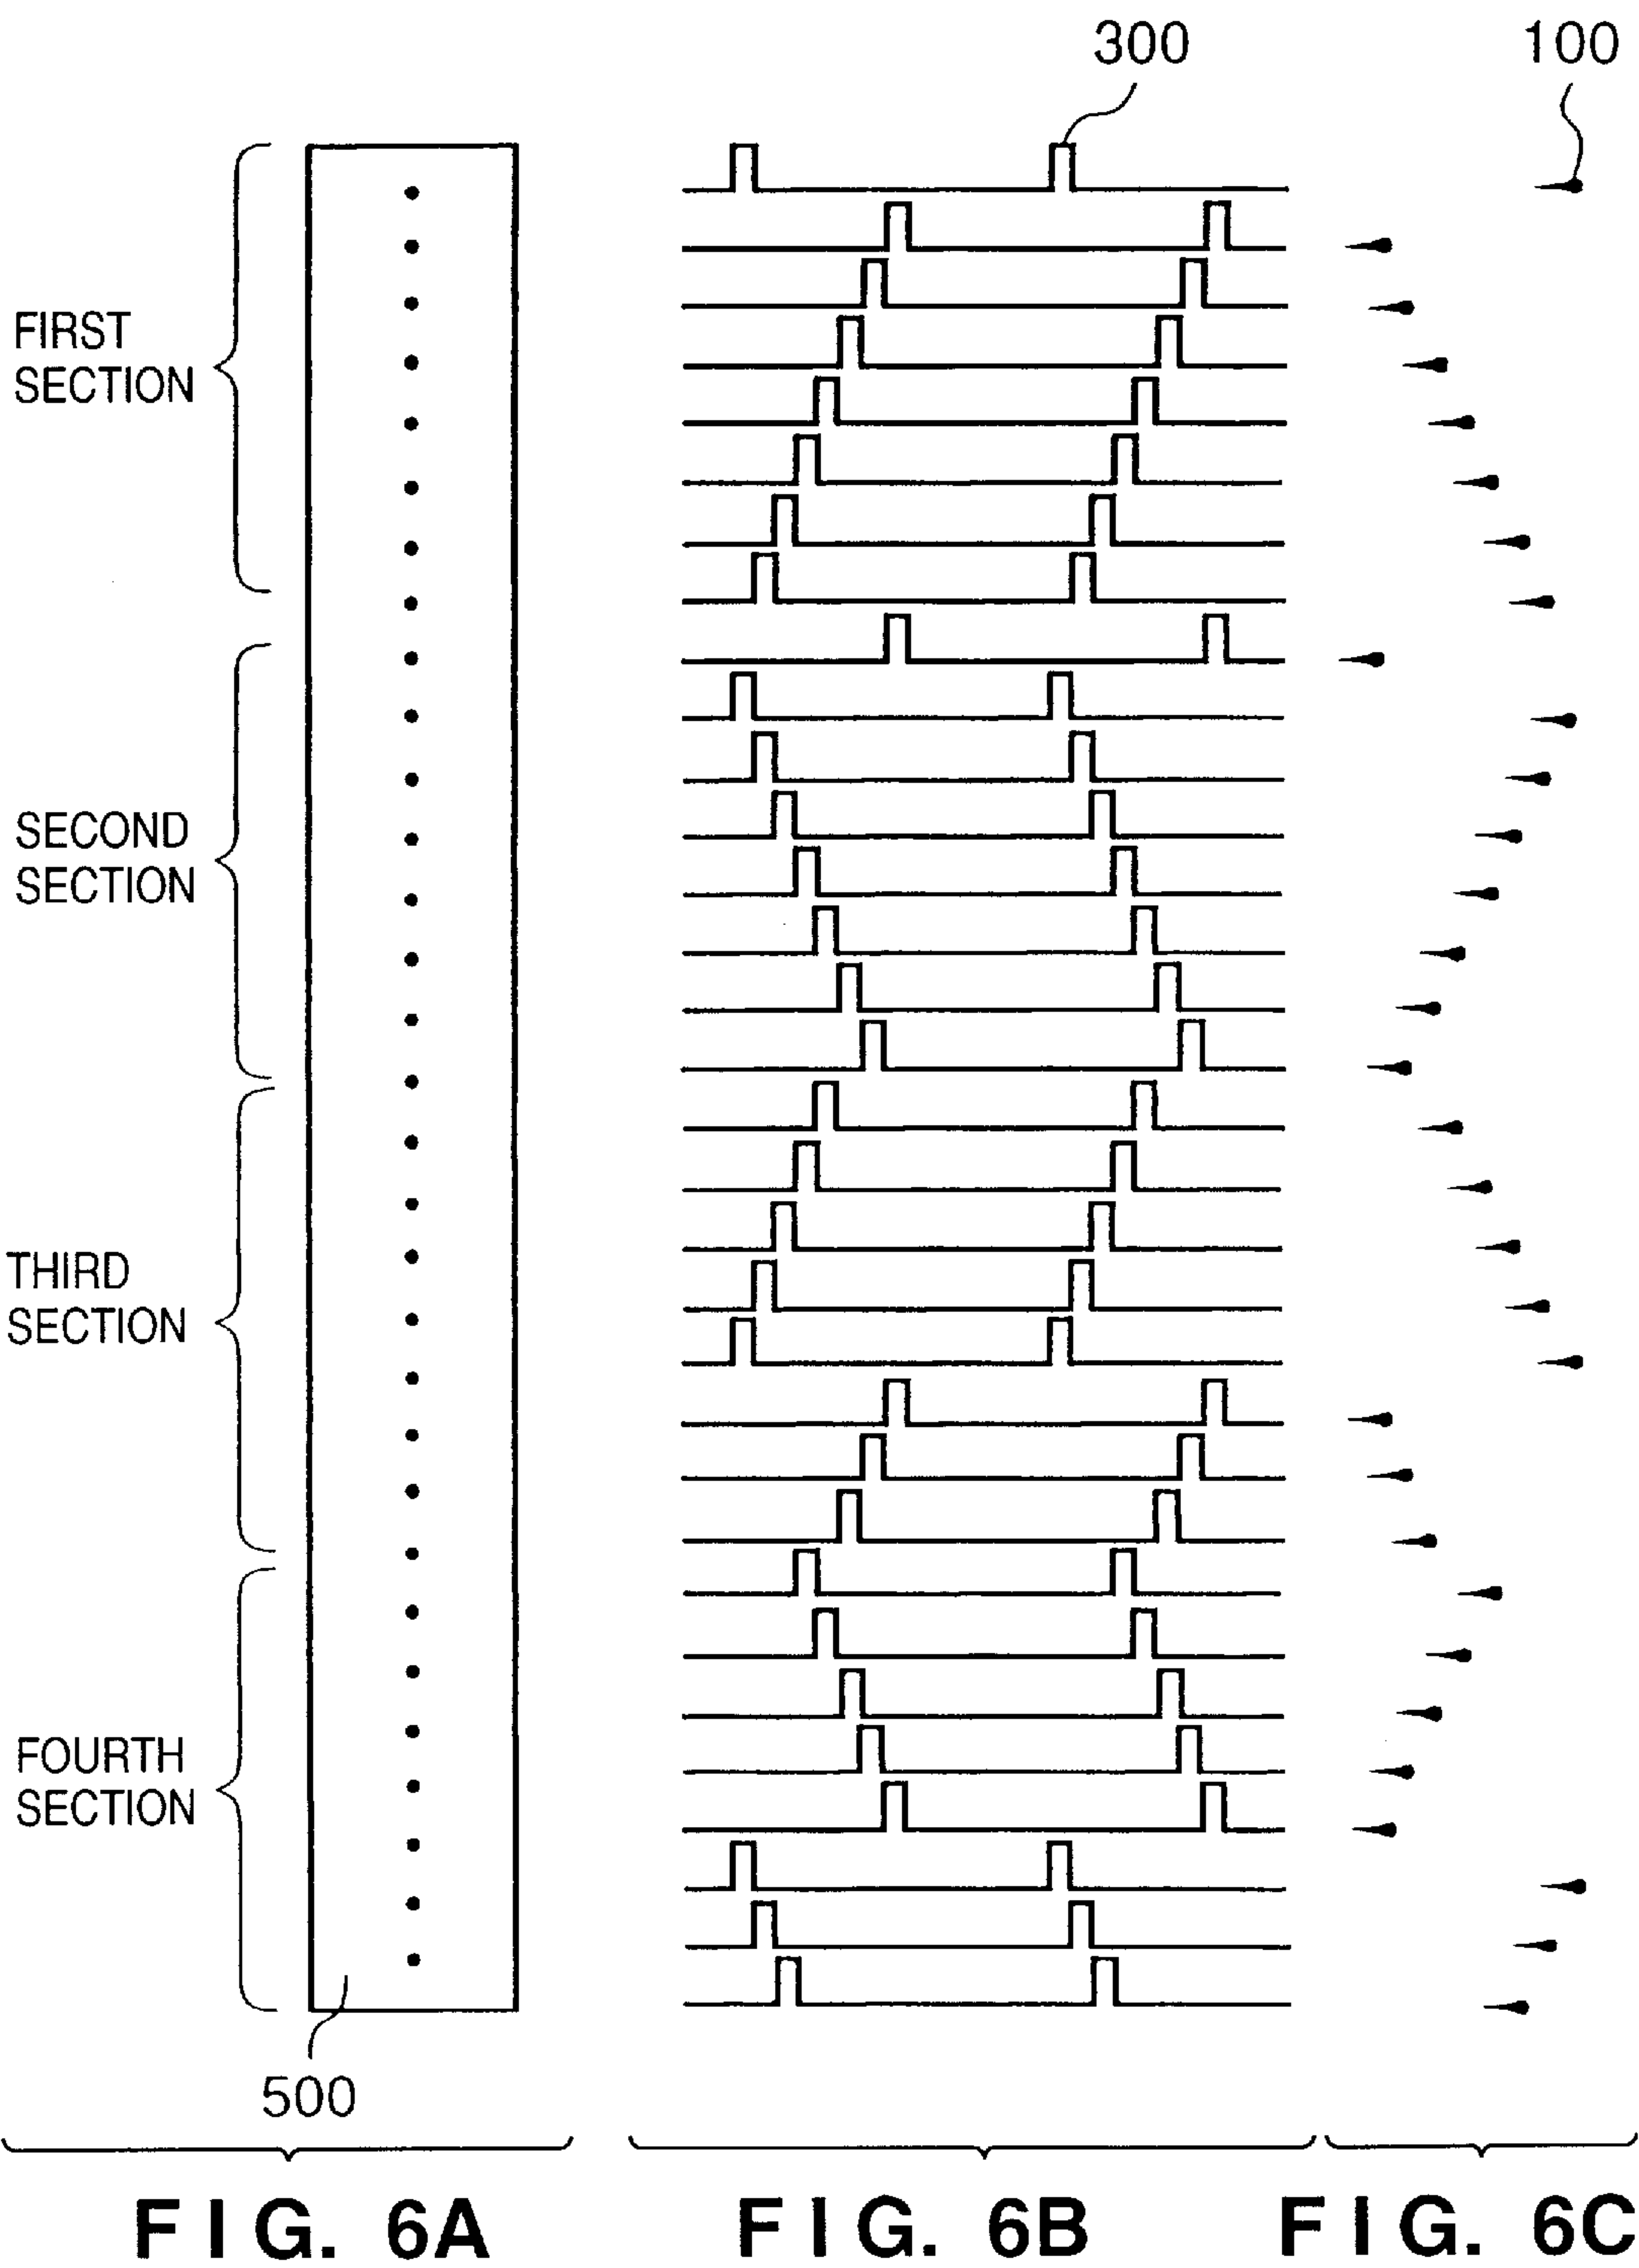 300
100
FIRST
SECTION
SECOND
SECTION
THIRD
SECTION
FOURTH
SECTION
500
FIG. 6A
FIG. 6B
FIG. 6C